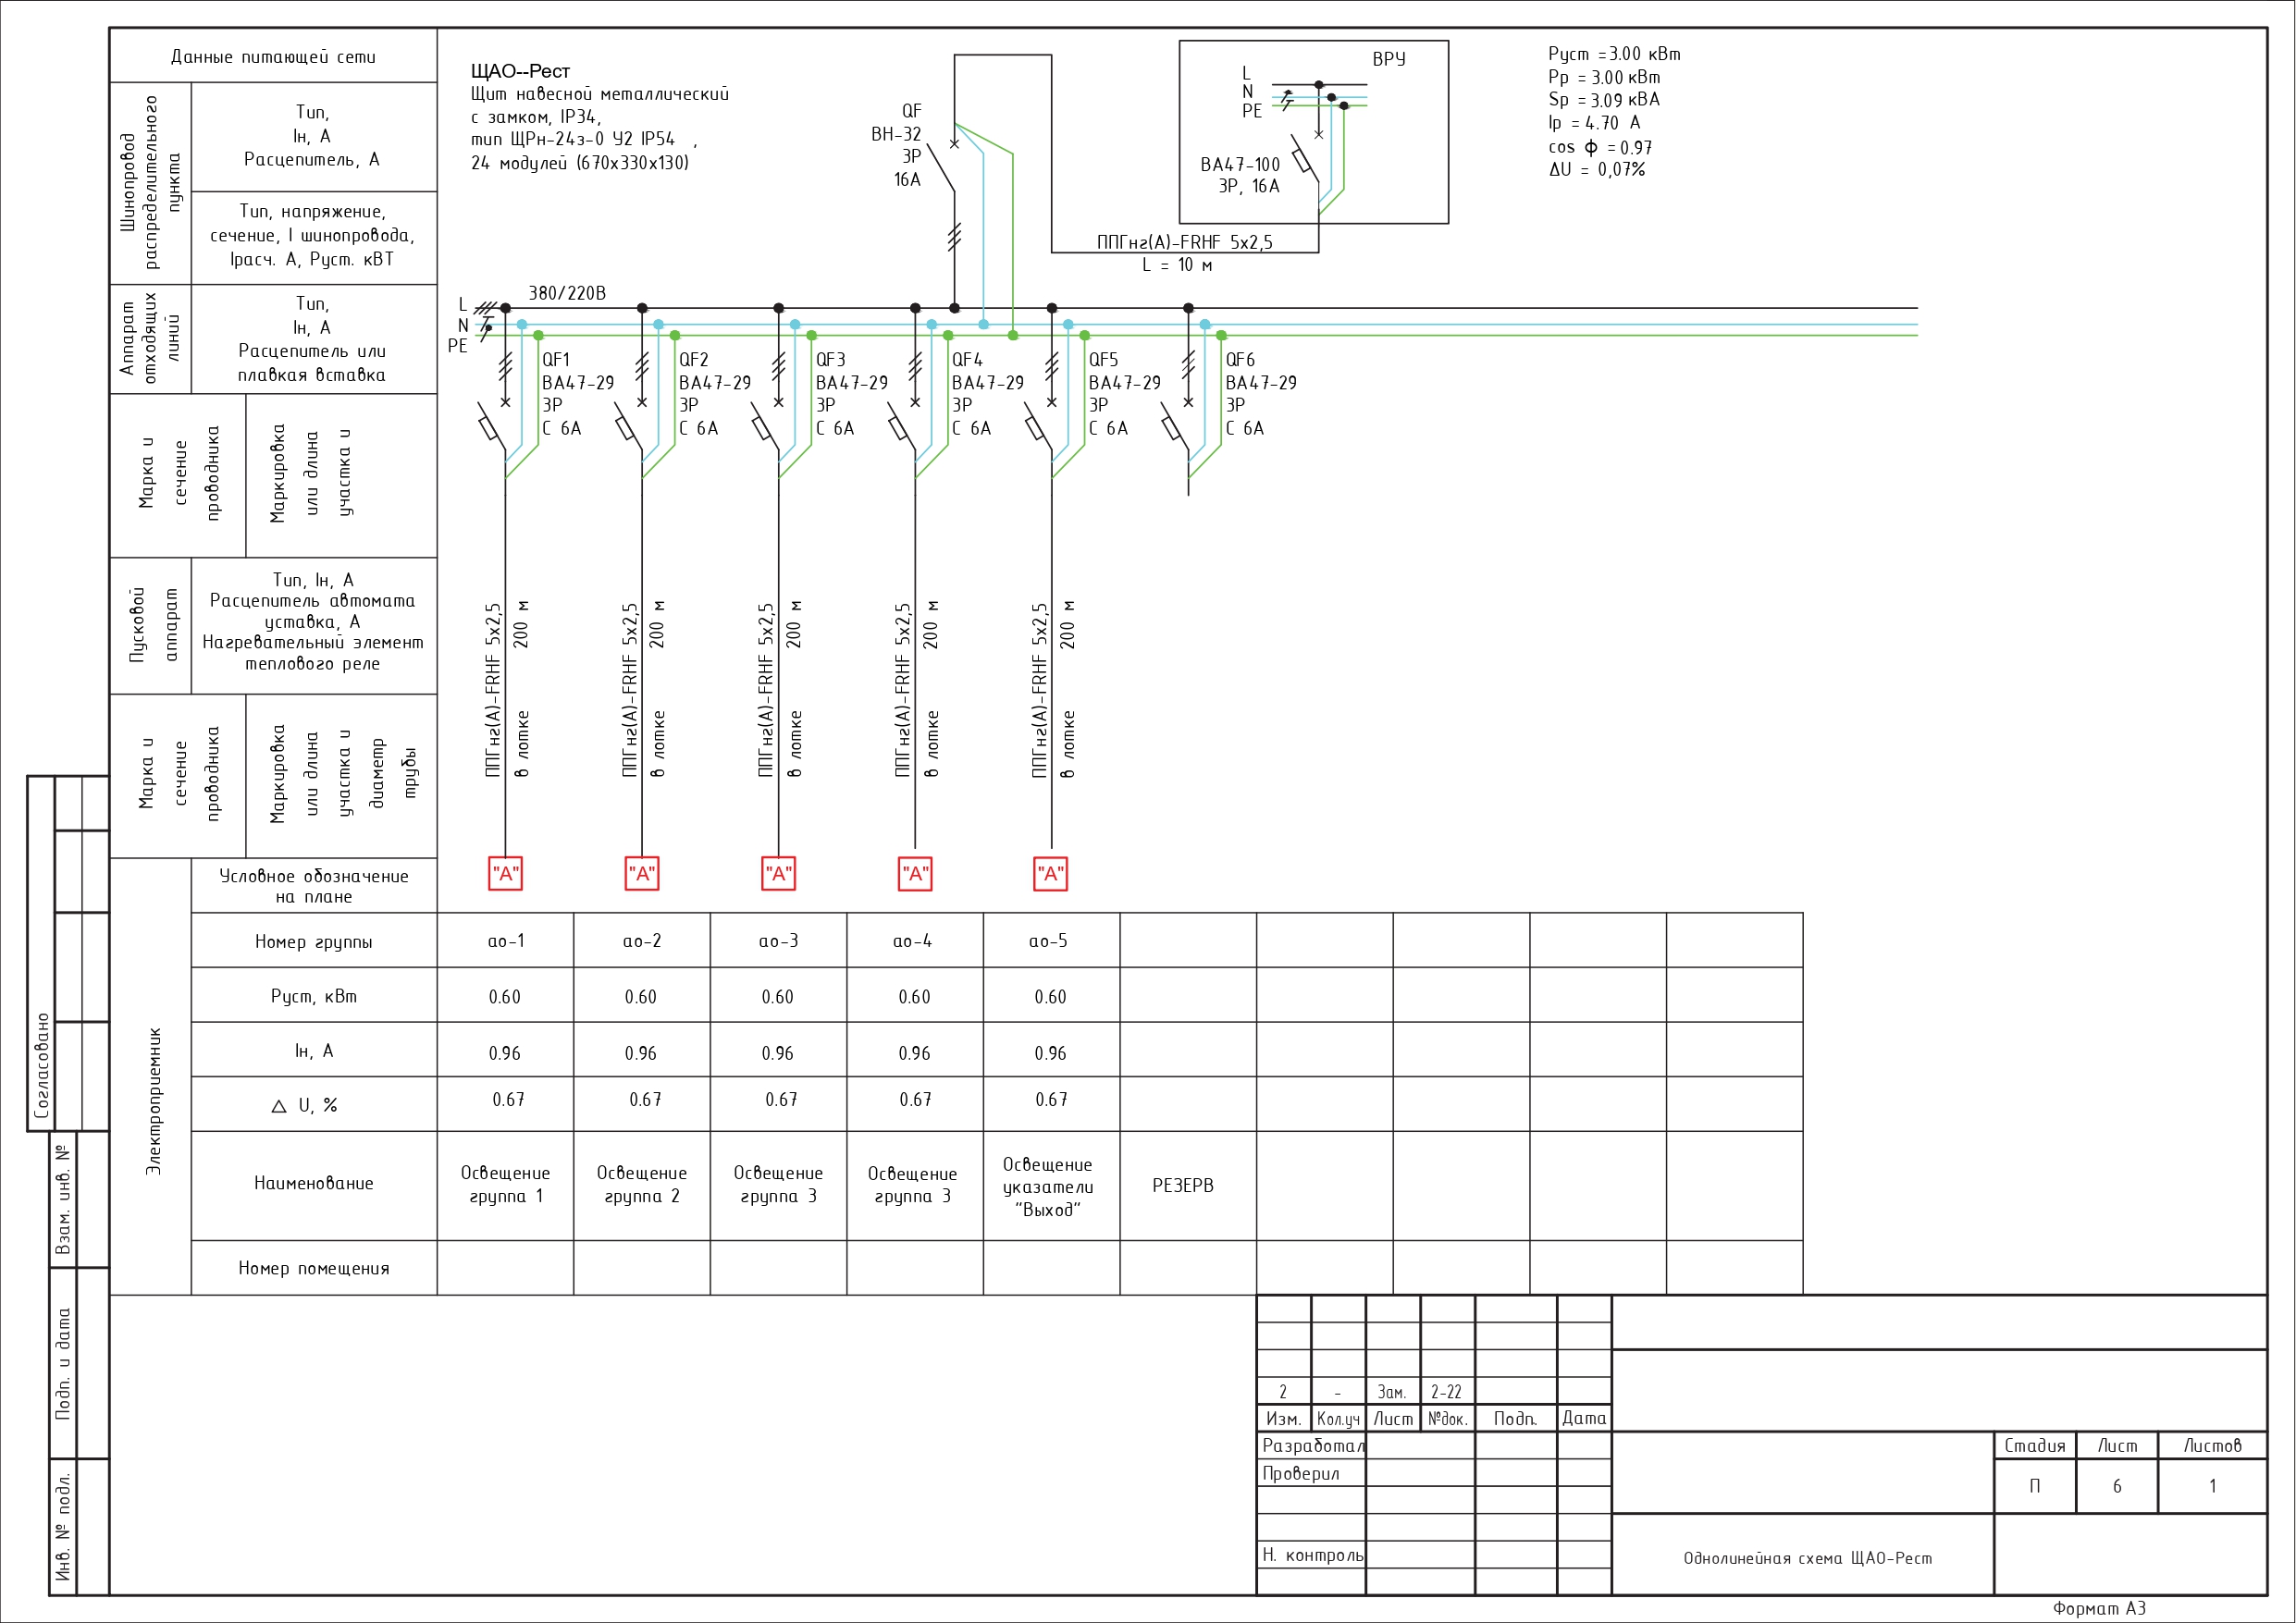 Данные питающей сети
Шинопровод
распределительного
пункта
Тип,
Iн, А
Расцепитель, А
Тип, напряжение,
сечение, I шинопровода,
Iрасч. А, Руст. кВТ
Аппарат
отходящих
линий
Тип,
Iн, А
Расцепитель или
плавкая вставка
Марка и
сечение
проводника
Маркировка
или длина
участка и
Пусковой
аппарат
Тип, Iн, А
Расцепитель автомата
уставка, А
Нагревательный элемент
теплового реле
Марка и
сечение
проводника
Маркировка
или длина
участка и
диаметр
трубы
ЩАО--Рест
Щит навесной металлический
с замком, IP34,
тип ЩРн-24з-0 У2 IP54 ,
24 модулей (670х330х130)
QF
ВН-32
3Р
16А
L
N
PE
ВРУ
ВА47-100
3Р, 16А
ППГнг(А)-FRHF 5х2,5
L = 10 м
Руст =3.00 кВт
Рр = 3.00 кВт
Sр = 3.09 кВА
Iр = 4.70 А
cos ф = 0.97
ΔU = 0,07%
380/220В
L
N
PE
QF1
ВА47-29
3Р
С 6А
QF2
ВА47-29
3Р
С 6А
QF3
ВА47-29
3Р
С 6А
QF4
ВА47-29
3Р
С 6А
QF5
ВА47-29
3Р
С 6А
QF6
ВА47-29
3Р
С 6А
ППГнг(А)-FRHF 5х2,5
в лотке 200 м
ППГнг(А)-FRHF 5х2,5
в лотке 200 м
ППГнг(А)-FRHF 5х2,5
в лотке 200 м
ППГнг(А)-FRHF 5х2,5
в лотке 200 м
ППГнг(А)-FRHF 5х2,5
в лотке 200 м
"А" "А" "А" "А" "А"
Электроприемник
Условное обозначение
на плане
Номер группы ао-1 ао-2 ао-3 ао-4 ао-5
Руст, кВт 0.60 0.60 0.60 0.60 0.60
Iн, А 0.96 0.96 0.96 0.96 0.96
△ U, % 0.67 0.67 0.67 0.67 0.67
Наименование
Освещение
группа 1
Освещение
группа 2
Освещение
группа 3
Освещение
группа 3
Освещение
указатели
"Выход"
РЕЗЕРВ
Номер помещения
Согласовано
Взам. инв. №
Подп. и дата
Инв. № подл.
2 - Зам. 2-22
Изм. Кол.уч Лист №док. Подп. Дата
Разработал
Проверил
Н. контроль
Стадия Лист Листов
П 6 1
Однолинейная схема ЩАО-Рест
Формат А3